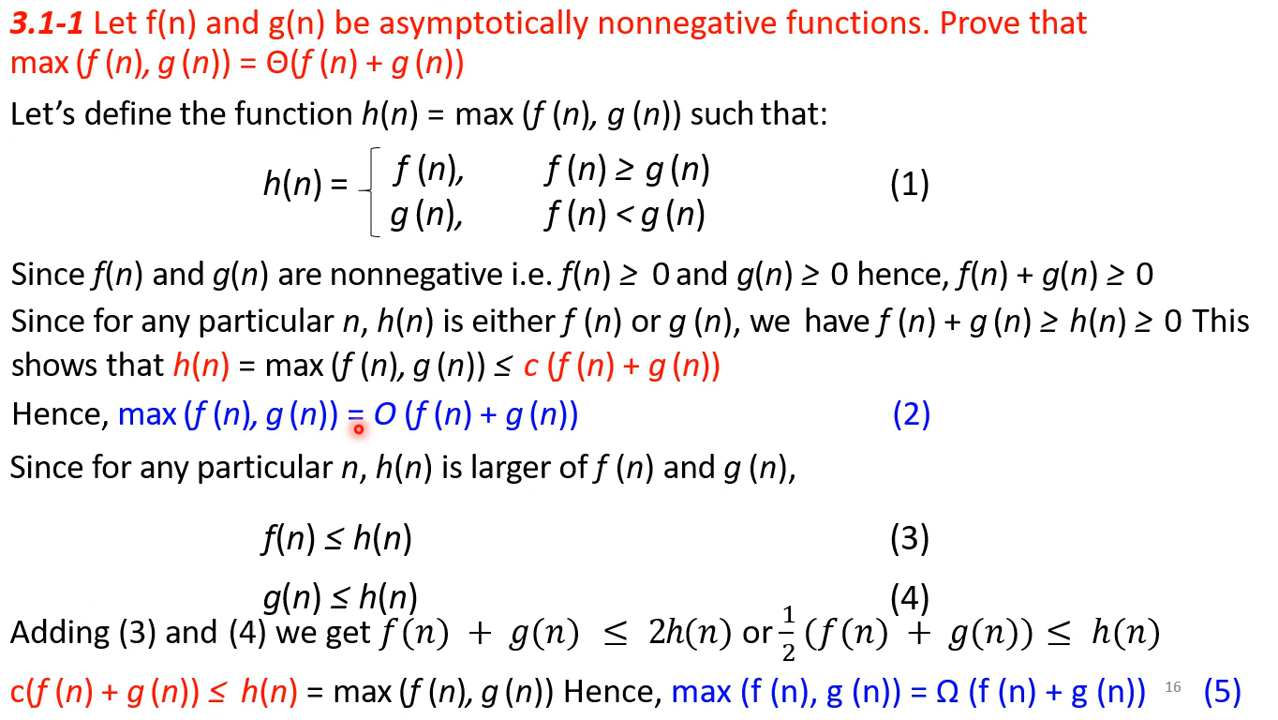 3.1-1 Let f(n) and g(n) be asymptotically nonnegative functions. Prove that
max (f (n), g (n)) = Θ(f (n) + g (n))
Let’s define the function h(n) = max (f (n), g (n)) such that:
h(n) = { f (n), f (n) ≥ g (n) (1)
g (n), f (n) < g (n)
Since f(n) and g(n) are nonnegative i.e. f(n) ≥ 0 and g(n) ≥ 0 hence, f(n) + g(n) ≥ 0
Since for any particular n, h(n) is either f (n) or g (n), we have f (n) + g (n) ≥ h(n) ≥ 0 This
shows that h(n) = max (f (n), g (n)) ≤ c (f (n) + g (n))
Hence, max (f (n), g (n)) = O (f (n) + g (n)) (2)
Since for any particular n, h(n) is larger of f (n) and g (n),
f(n) ≤ h(n) (3)
g(n) ≤ h(n) (4)
Adding (3) and (4) we get f(n) + g(n) ≤ 2h(n) or 1/2 (f(n) + g(n)) ≤ h(n)
c(f (n) + g (n)) ≤ h(n) = max (f (n), g (n)) Hence, max (f (n), g (n)) = Ω (f (n) + g (n)) 16 (5)